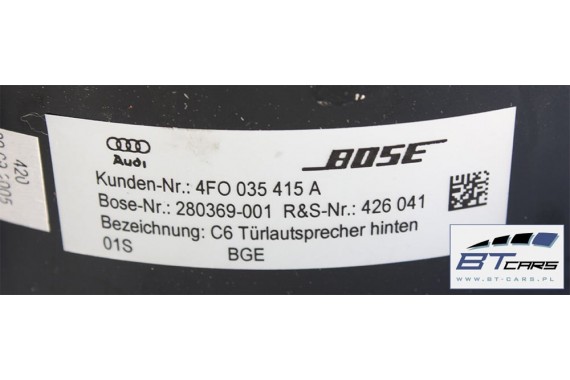 Audi
BOSE
Kunden-Nr.: 4FO 035 415 A
Bose-Nr.: 280369-001 R&S-Nr.: 426 041
Bezeichnung: C6 Türlautsprecher hinten
01S BGE
420
BT CARS
WWW.BT-CARS.PL